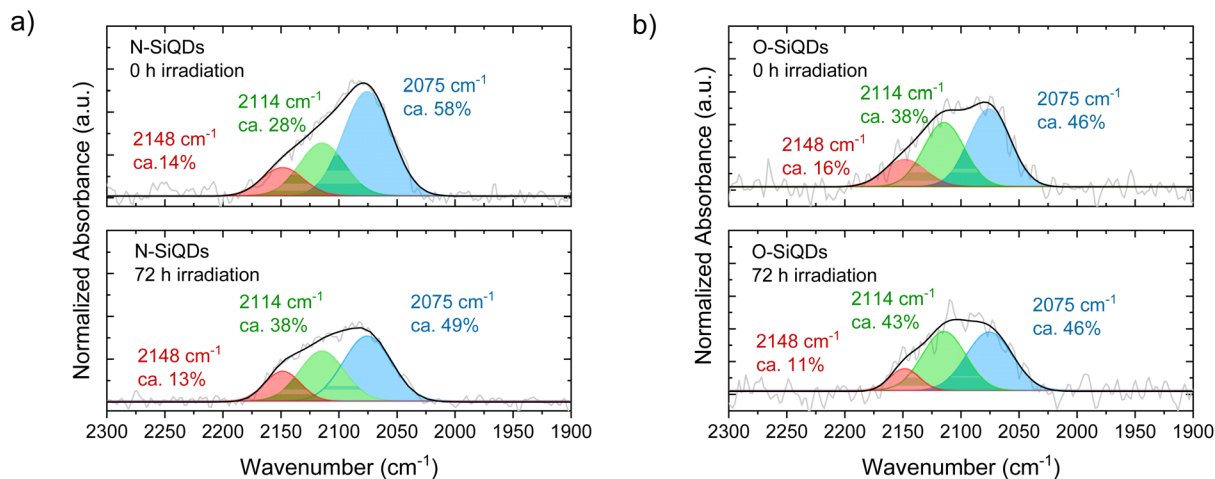 a)
Normalized Absorbance (a.u.)
N-SiQDs
0 h irradiation
2148 cm⁻¹
ca.14%
2114 cm⁻¹
ca. 28%
2075 cm⁻¹
ca. 58%
N-SiQDs
72 h irradiation
2148 cm⁻¹
ca. 13%
2114 cm⁻¹
ca. 38%
2075 cm⁻¹
ca. 49%
2300 2250 2200 2150 2100 2050 2000 1950 1900
Wavenumber (cm⁻¹)
b)
Normalized Absorbance (a.u.)
O-SiQDs
0 h irradiation
2148 cm⁻¹
ca. 16%
2114 cm⁻¹
ca. 38%
2075 cm⁻¹
ca. 46%
O-SiQDs
72 h irradiation
2148 cm⁻¹
ca. 11%
2114 cm⁻¹
ca. 43%
2075 cm⁻¹
ca. 46%
2300 2250 2200 2150 2100 2050 2000 1950 1900
Wavenumber (cm⁻¹)